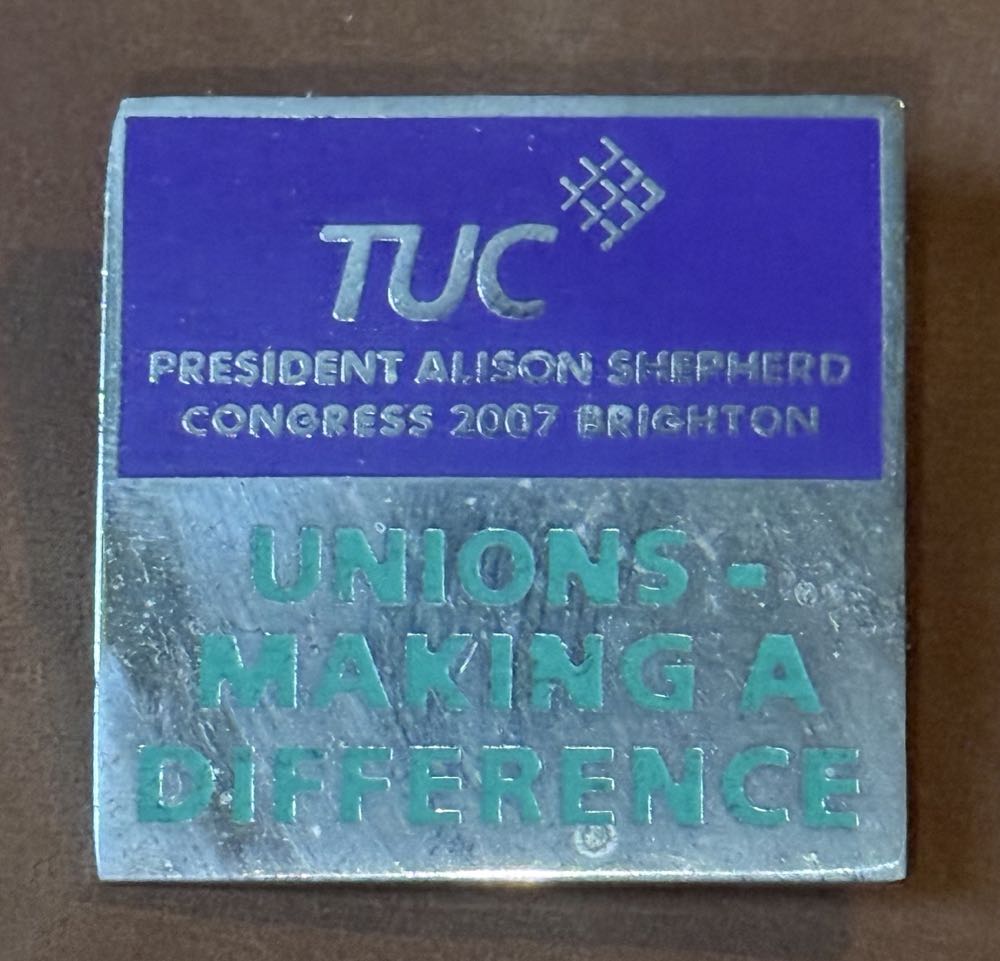 TUC
PRESIDENT ALISON SHEPHERD
CONGRESS 2007 BRIGHTON
UNIONS -
MAKING A
DIFFERENCE